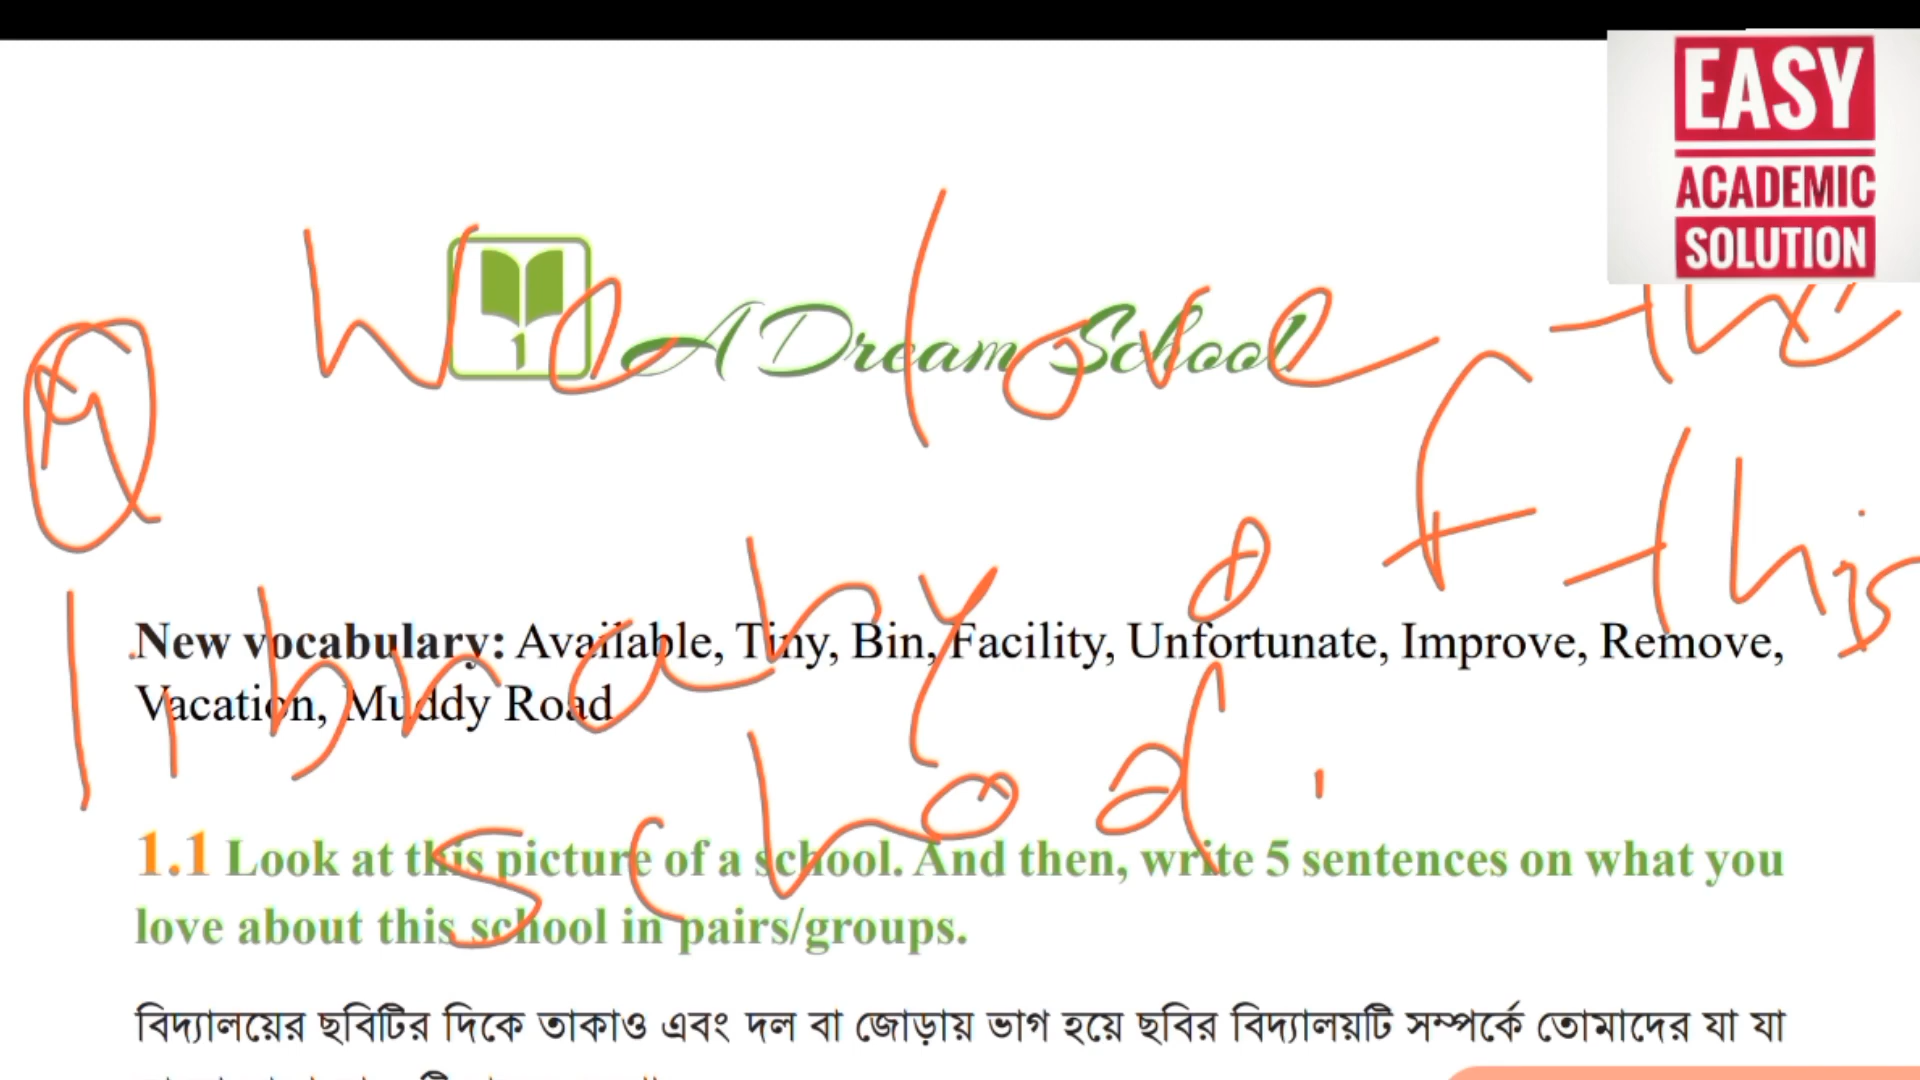 EASY
ACADEMIC
SOLUTION
We love the
1 A Dream School
of this
library
New vocabulary: Available, Tiny, Bin, Facility, Unfortunate, Improve, Remove,
Vacation, Muddy Road
school.
1.1 Look at this picture of a school. And then, write 5 sentences on what you
love about this school in pairs/groups.
বিদ্যালয়ের ছবিটির দিকে তাকাও এবং দল বা জোড়ায় ভাগ হয়ে ছবির বিদ্যালয়টি সম্পর্কে তোমাদের যা যা